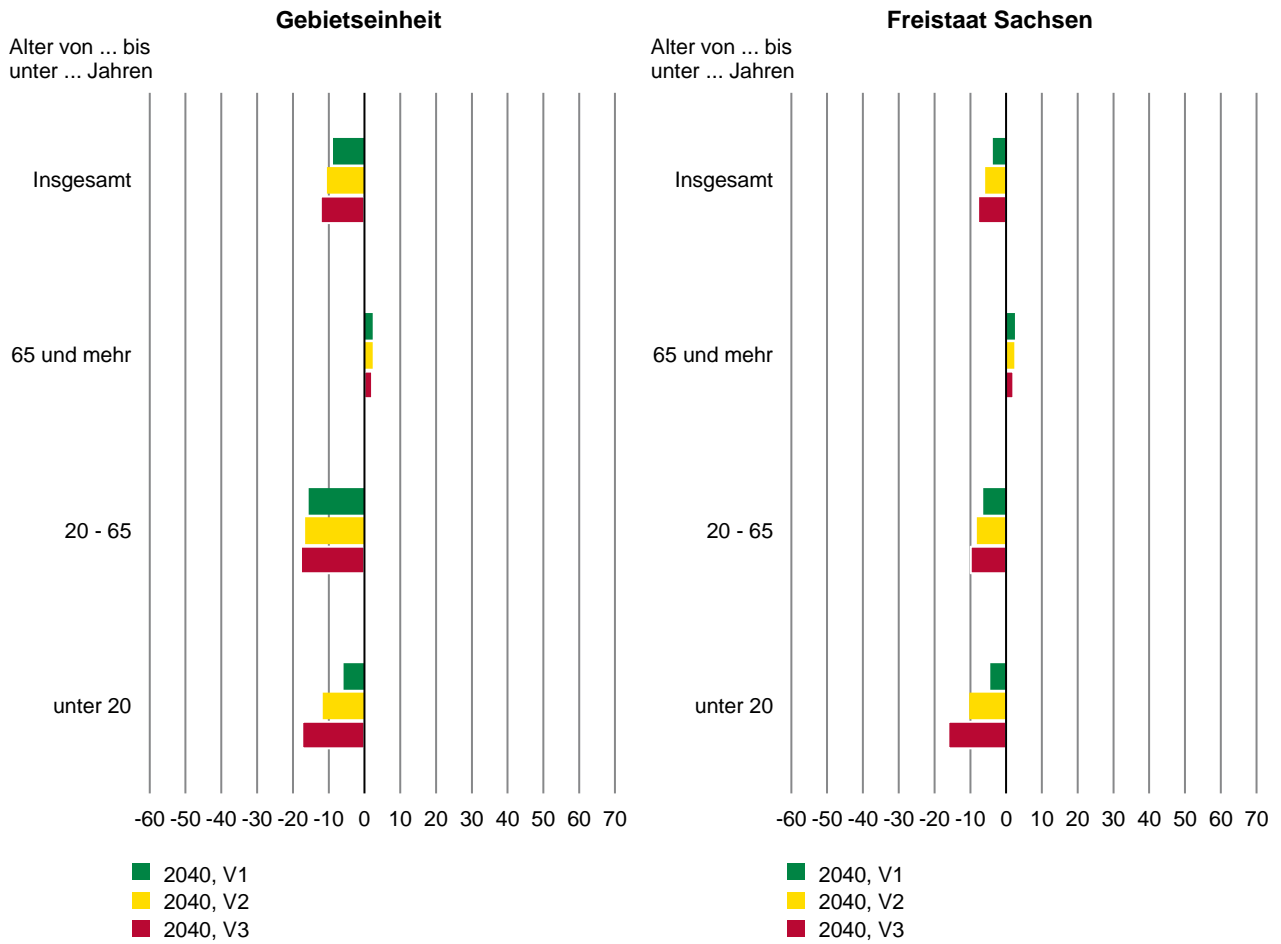 Gebietseinheit
Alter von ... bis
unter ... Jahren
Insgesamt
65 und mehr
20 - 65
unter 20
-60 -50 -40 -30 -20 -10 0 10 20 30 40 50 60 70
2040, V1
2040, V2
2040, V3
Freistaat Sachsen
Alter von ... bis
unter ... Jahren
Insgesamt
65 und mehr
20 - 65
unter 20
-60 -50 -40 -30 -20 -10 0 10 20 30 40 50 60 70
2040, V1
2040, V2
2040, V3